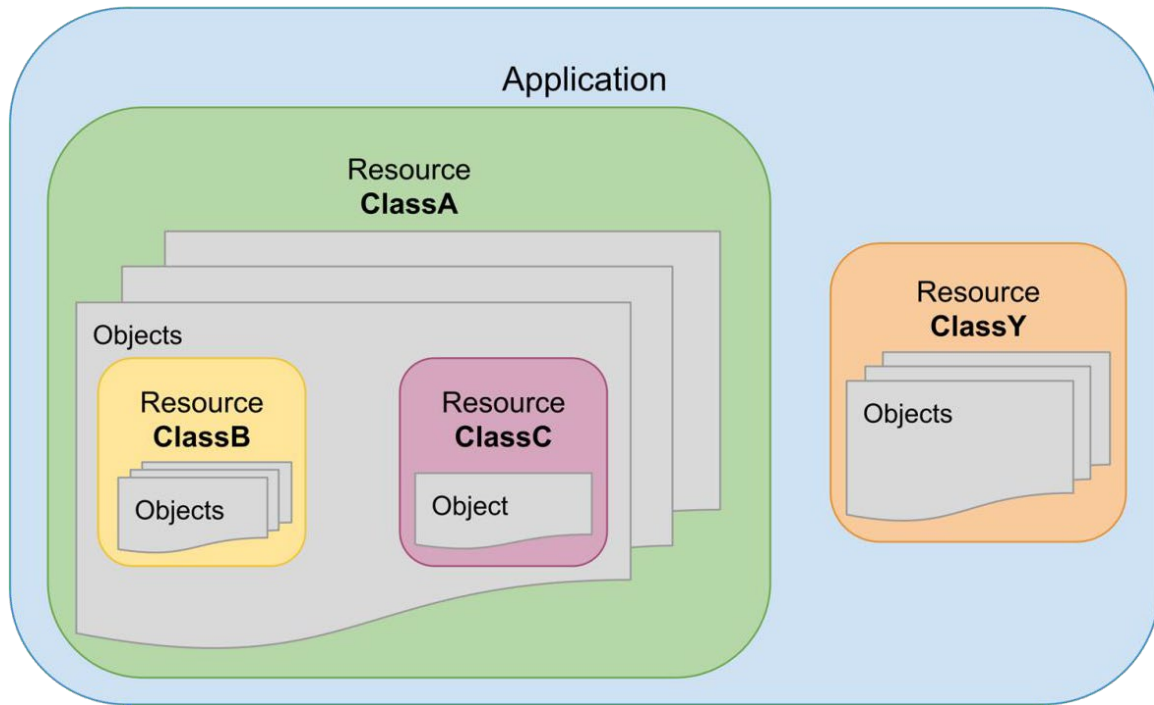 Application
Resource
ClassA
Objects
Resource
ClassB
Objects
Resource
ClassC
Object
Resource
ClassY
Objects